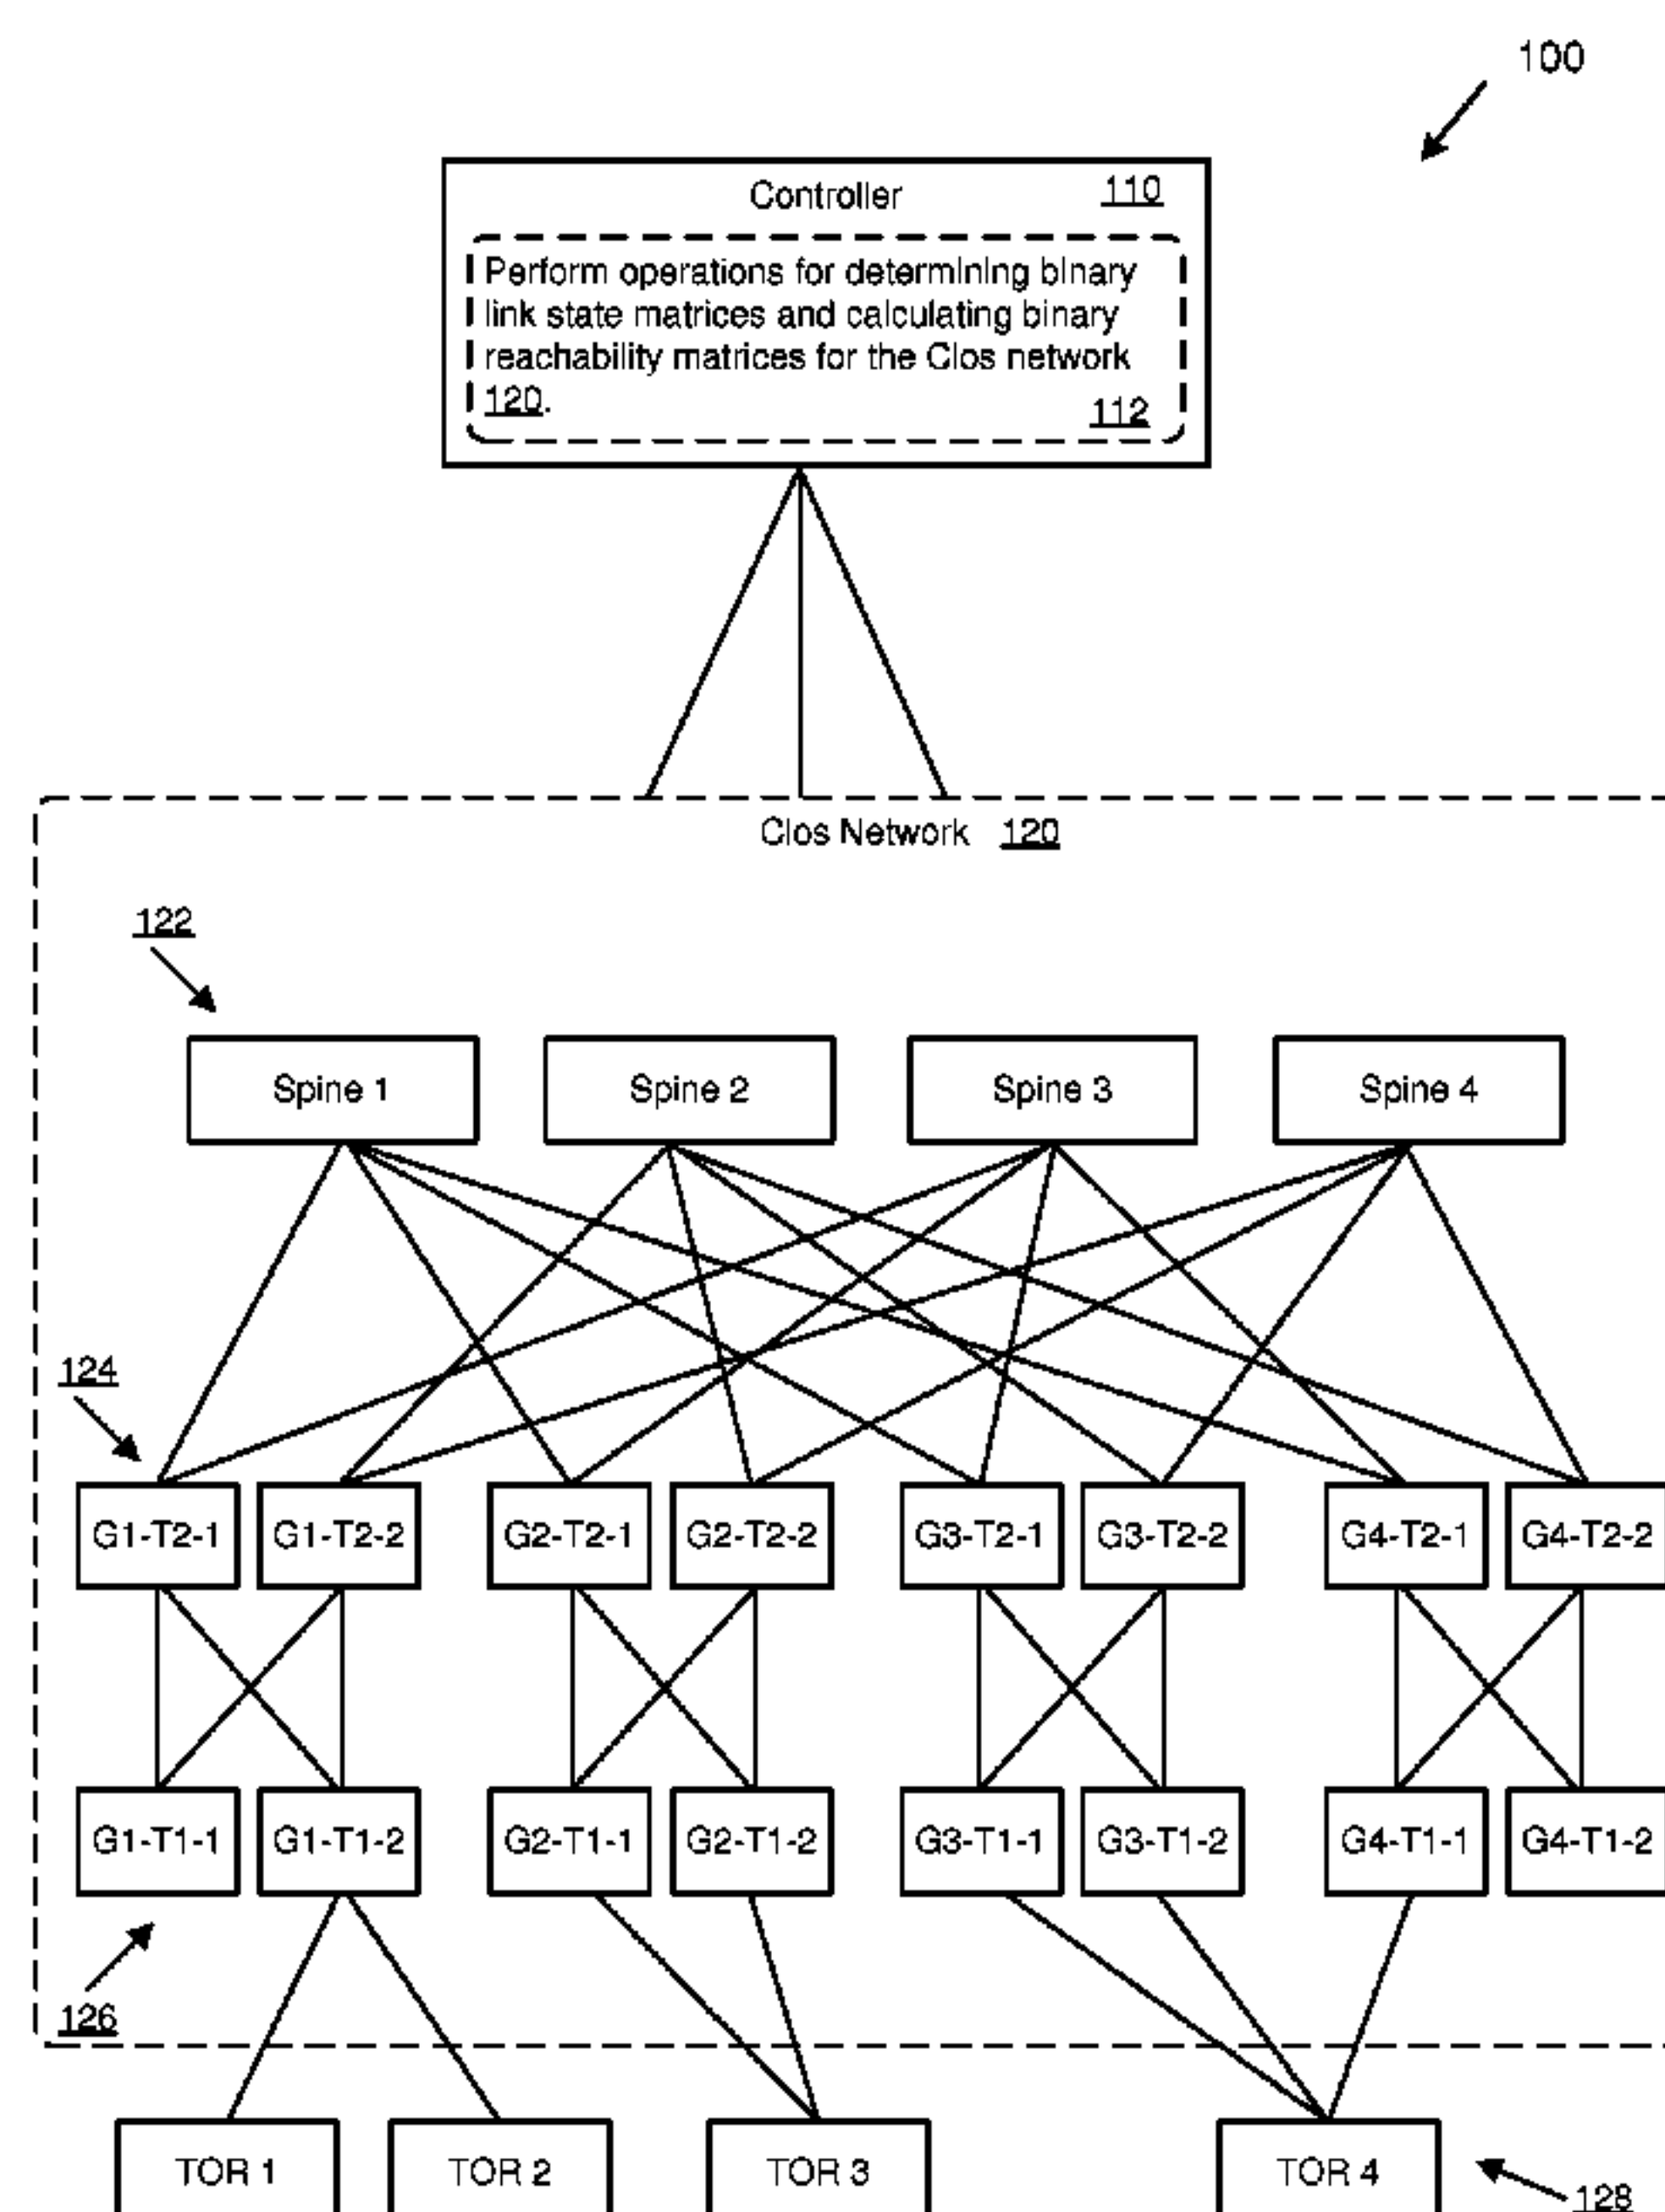 100
Controller 110
Perform operations for determining binary
link state matrices and calculating binary
reachability matrices for the Clos network
120.
112
Clos Network 120
122
Spine 1 Spine 2 Spine 3 Spine 4
124
G1-T2-1 G1-T2-2 G2-T2-1 G2-T2-2 G3-T2-1 G3-T2-2 G4-T2-1 G4-T2-2
G1-T1-1 G1-T1-2 G2-T1-1 G2-T1-2 G3-T1-1 G3-T1-2 G4-T1-1 G4-T1-2
126
TOR 1 TOR 2 TOR 3 TOR 4
128